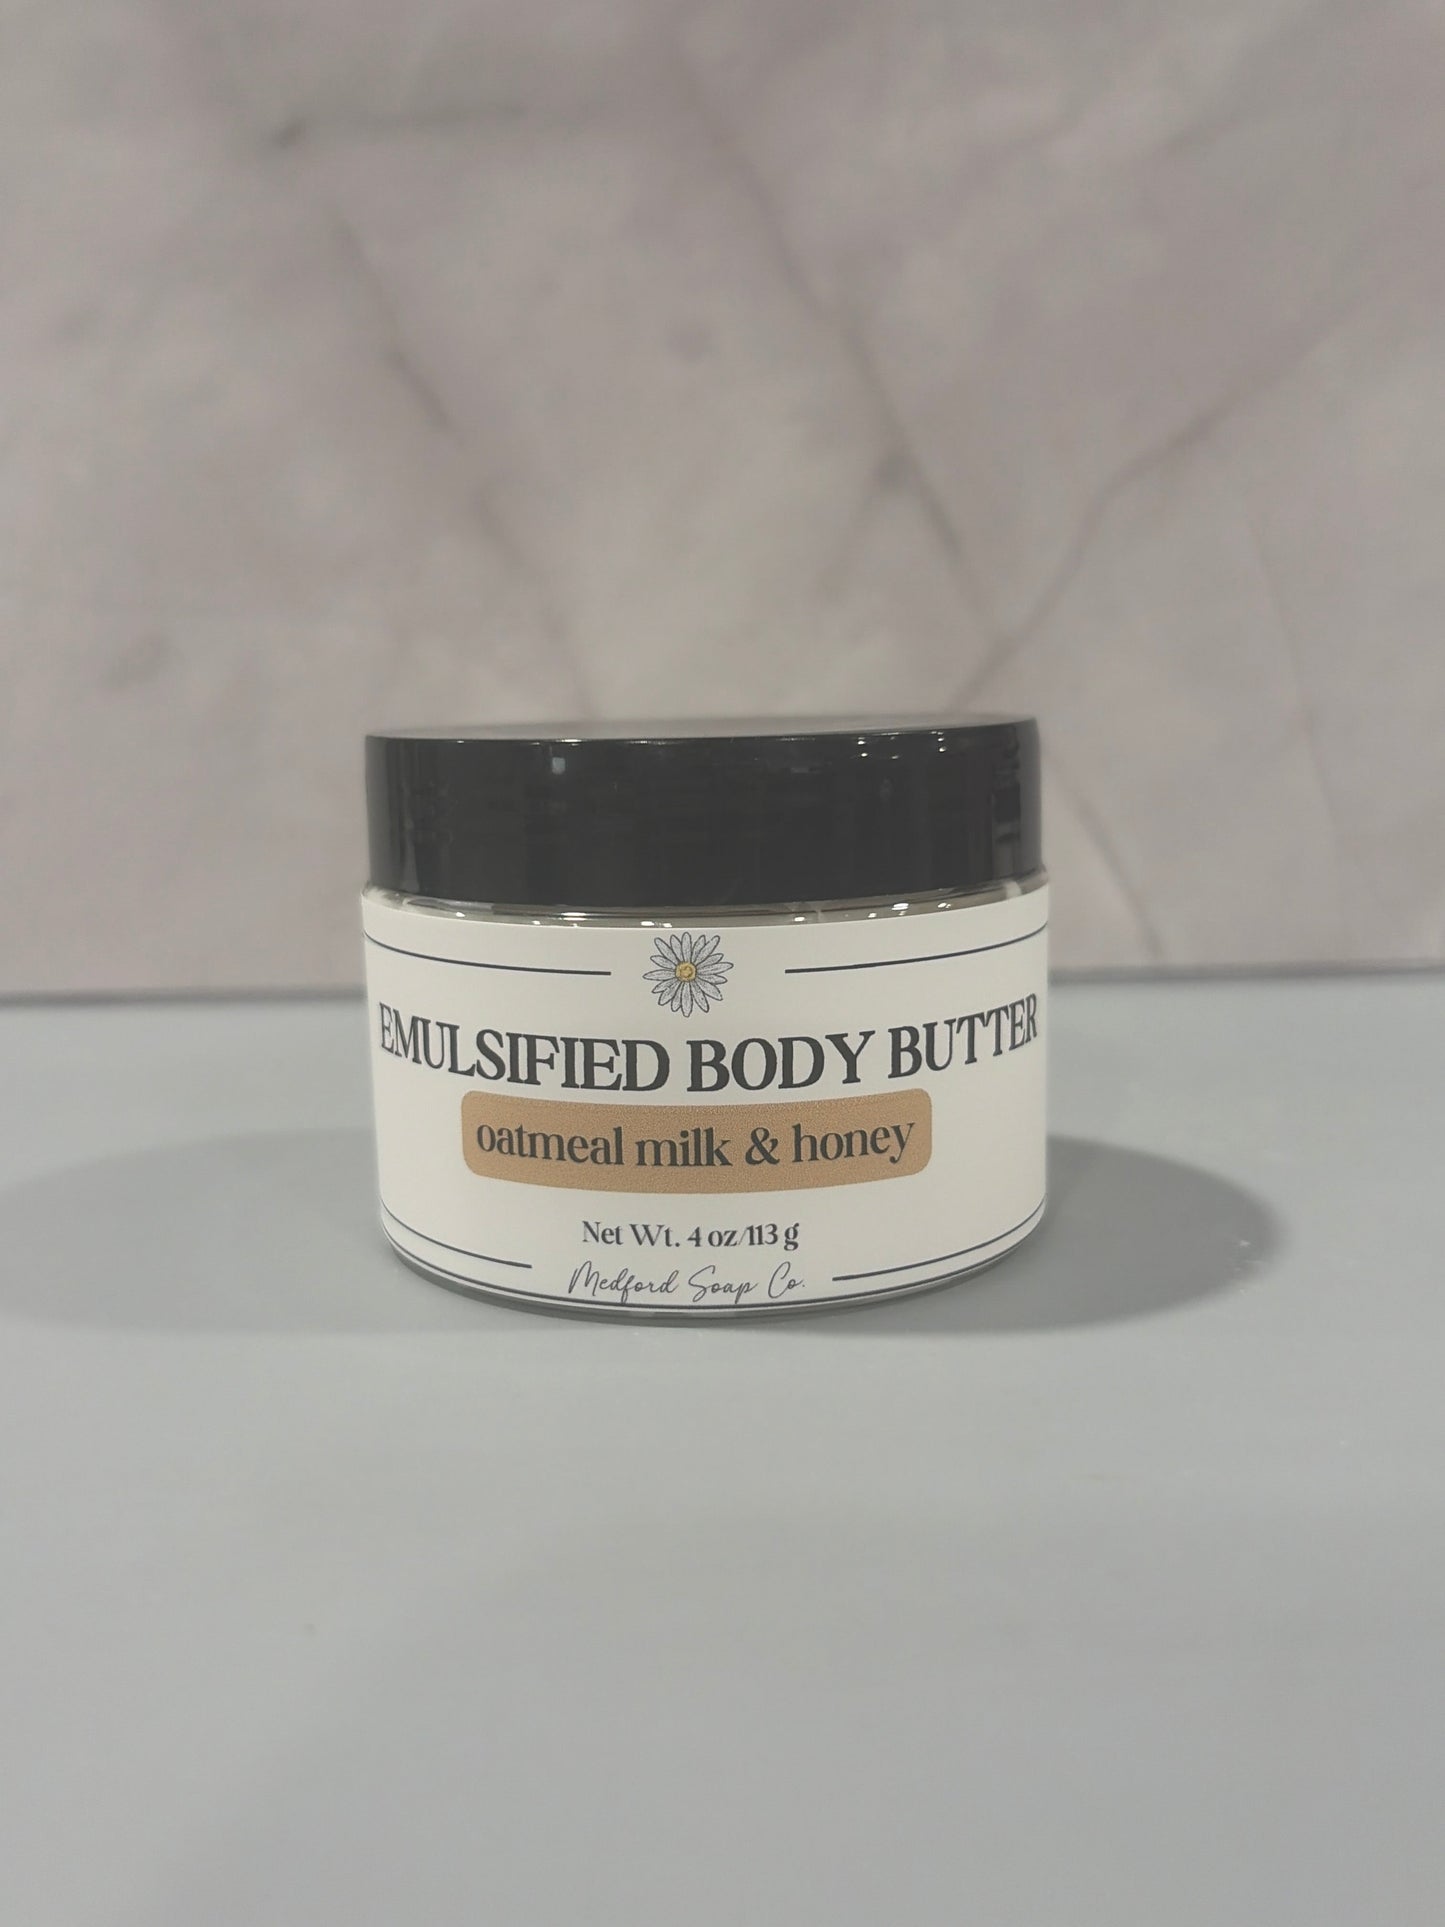 EMULSIFIED BODY BUTTER
oatmeal milk & honey
Net Wt. 4 oz/113 g
Medford Soap Co.